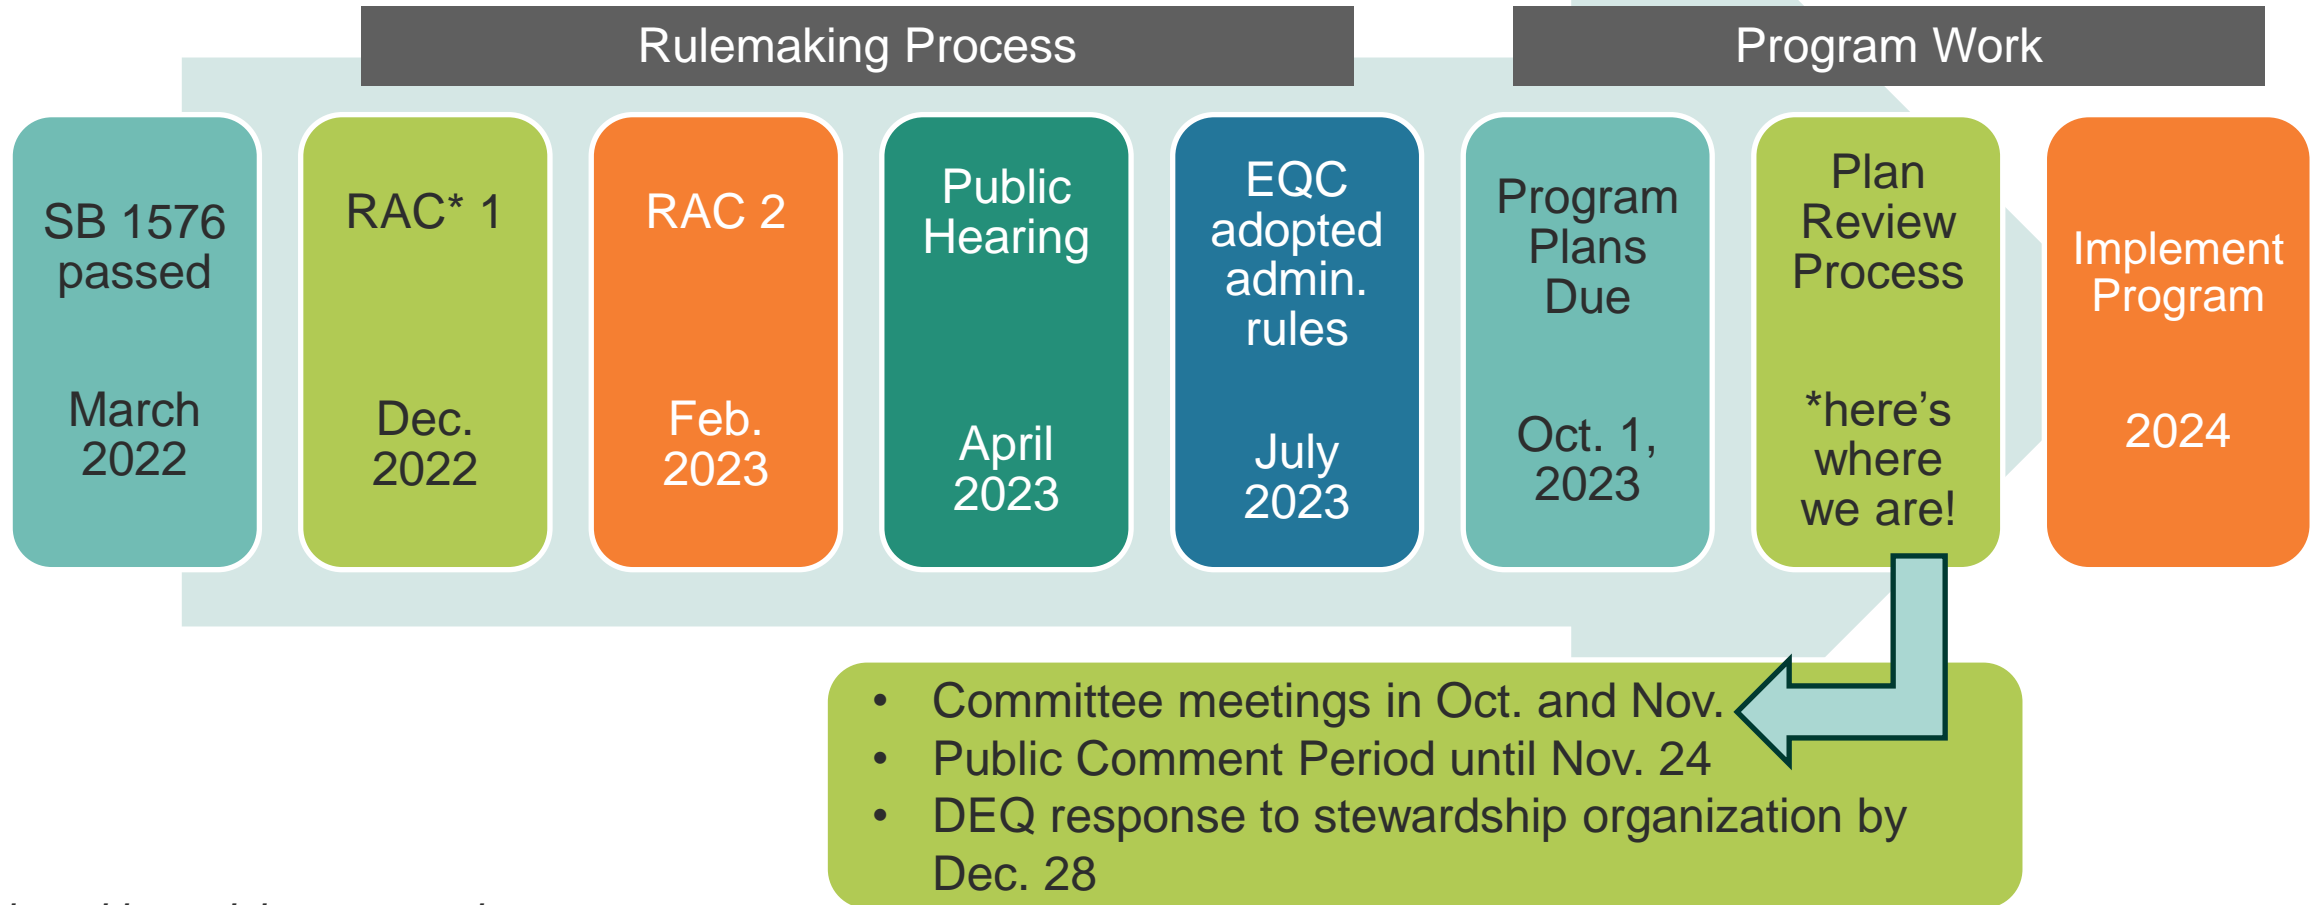 Rulemaking Process
Program Work
SB 1576
passed
March
2022
RAC* 1
Dec.
2022
RAC 2
Feb.
2023
Public
Hearing
April
2023
EQC
adopted
admin.
rules
July
2023
Program
Plans
Due
Oct. 1,
2023
Plan
Review
Process
*here’s
where
we are!
Implement
Program
2024
• Committee meetings in Oct. and Nov.
• Public Comment Period until Nov. 24
• DEQ response to stewardship organization by
Dec. 28